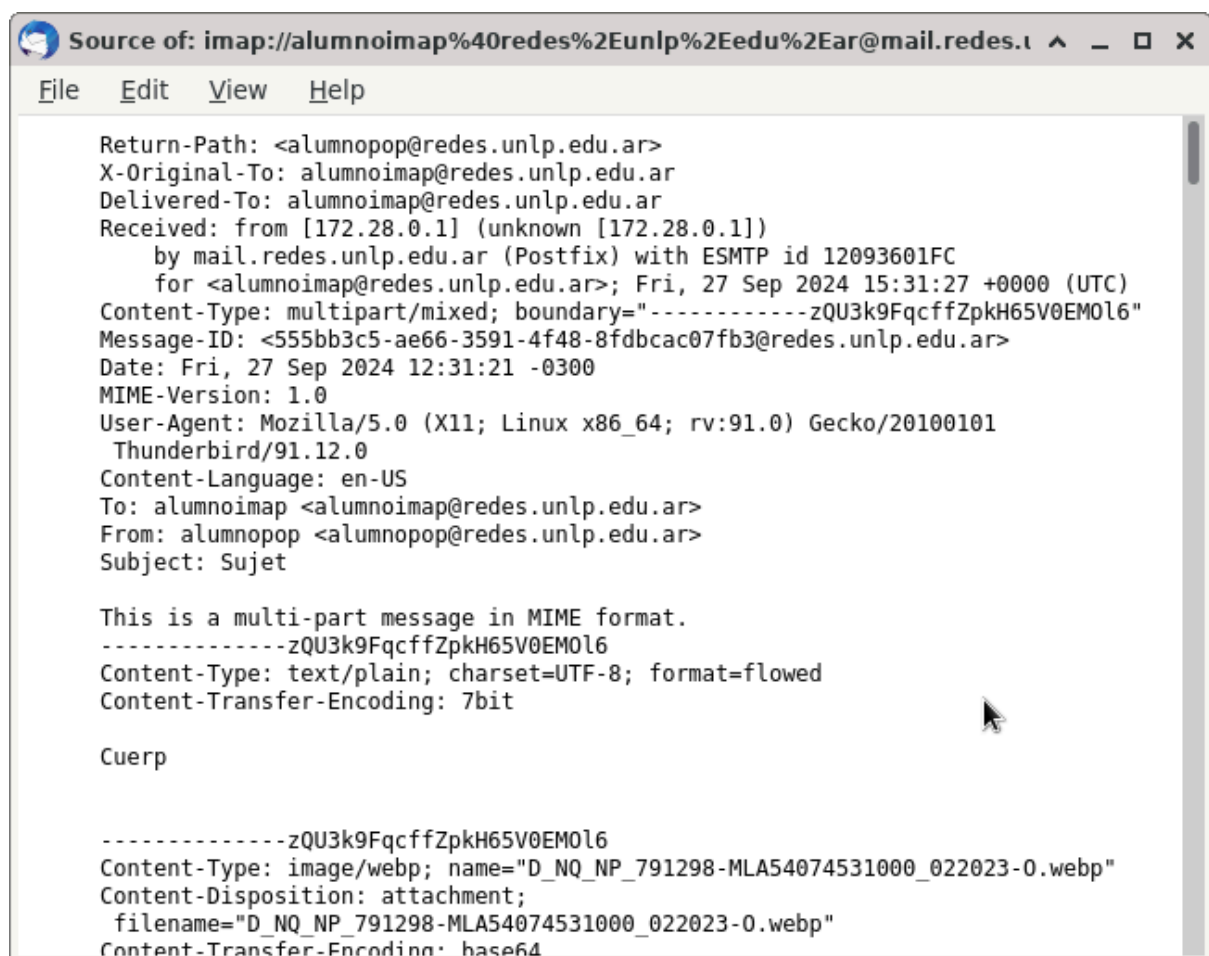 Source of: imap://alumnoimap%40redes%2Eunlp%2Eedu%2Ear@mail.redes.u
File Edit View Help
Return-Path: <alumnopop@redes.unlp.edu.ar>
X-Original-To: alumnoimap@redes.unlp.edu.ar
Delivered-To: alumnoimap@redes.unlp.edu.ar
Received: from [172.28.0.1] (unknown [172.28.0.1])
by mail.redes.unlp.edu.ar (Postfix) with ESMTP id 12093601FC
for <alumnoimap@redes.unlp.edu.ar>; Fri, 27 Sep 2024 15:31:27 +0000 (UTC)
Content-Type: multipart/mixed; boundary="------------zQU3k9FqcffZpkH65V0EMOl6"
Message-ID: <555bb3c5-ae66-3591-4f48-8fdbcac07fb3@redes.unlp.edu.ar>
Date: Fri, 27 Sep 2024 12:31:21 -0300
MIME-Version: 1.0
User-Agent: Mozilla/5.0 (X11; Linux x86_64; rv:91.0) Gecko/20100101
Thunderbird/91.12.0
Content-Language: en-US
To: alumnoimap <alumnoimap@redes.unlp.edu.ar>
From: alumnopop <alumnopop@redes.unlp.edu.ar>
Subject: Sujet
This is a multi-part message in MIME format.
--------------zQU3k9FqcffZpkH65V0EMOl6
Content-Type: text/plain; charset=UTF-8; format=flowed
Content-Transfer-Encoding: 7bit
Cuerp
--------------zQU3k9FqcffZpkH65V0EMOl6
Content-Type: image/webp; name="D_NQ_NP_791298-MLA54074531000_022023-O.webp"
Content-Disposition: attachment;
filename="D_NQ_NP_791298-MLA54074531000_022023-O.webp"
Content-Transfer-Encoding: base64